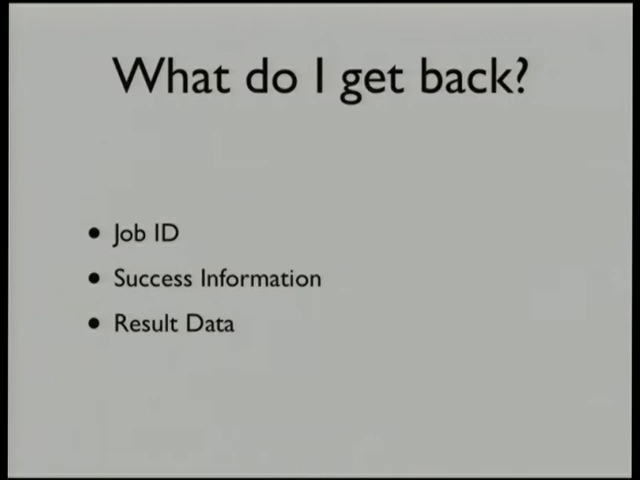 What do I get back?
• Job ID
• Success Information
• Result Data